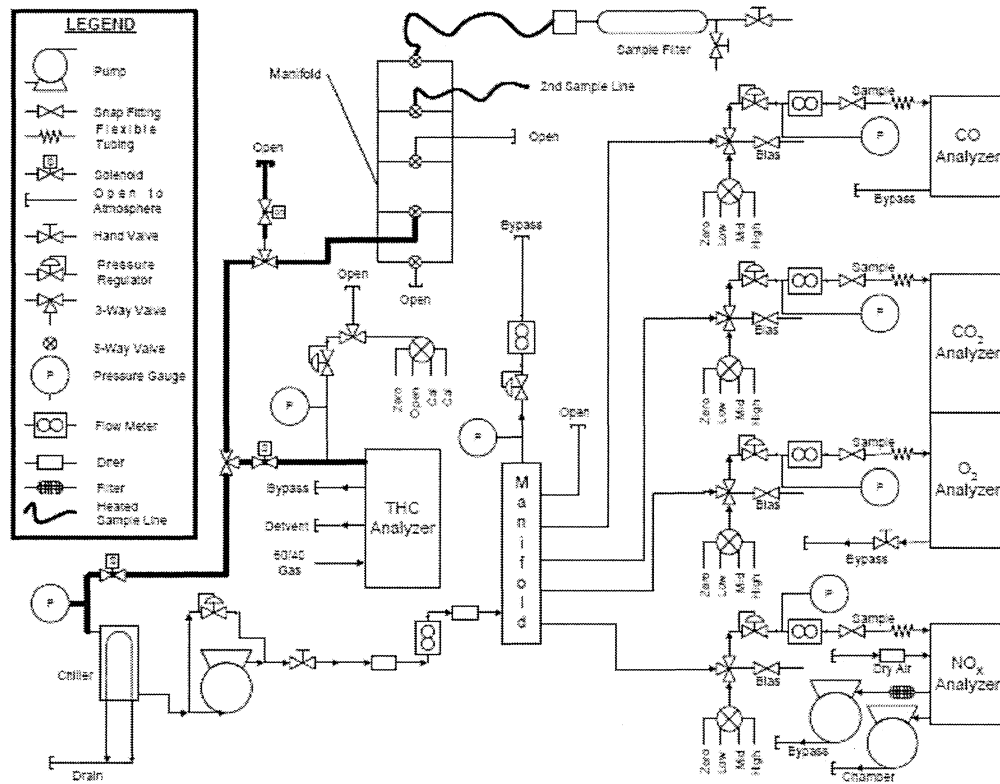 LEGEND
Pump
Snap Fitting
Flexible
Tubing
Solenoid
Open to
Atmosphere
Hand Valve
Pressure
Regulator
3-Way Valve
5-Way Valve
P
Pressure Gauge
Flow Meter
Drier
Filter
Heated
Sample Line
Manifold
Sample Filter
2nd Sample Line
Open
Open
Open
Open
Zero
Open
Cal
Cal
P
THC
Analyzer
Bypass
Detvent
60/40
Gas
P
Chiller
Drain
Bypass
P
Open
Manifold
Sample
P
Bias
CO
Analyzer
Bypass
Zero
Low
Mid
High
Sample
P
Bias
CO2
Analyzer
Zero
Low
Mid
High
Sample
P
Bias
O2
Analyzer
Bypass
Zero
Low
Mid
High
P
Sample
Bias
Dry Air
NOX
Analyzer
Zero
Low
Mid
High
Bypass
Chamber